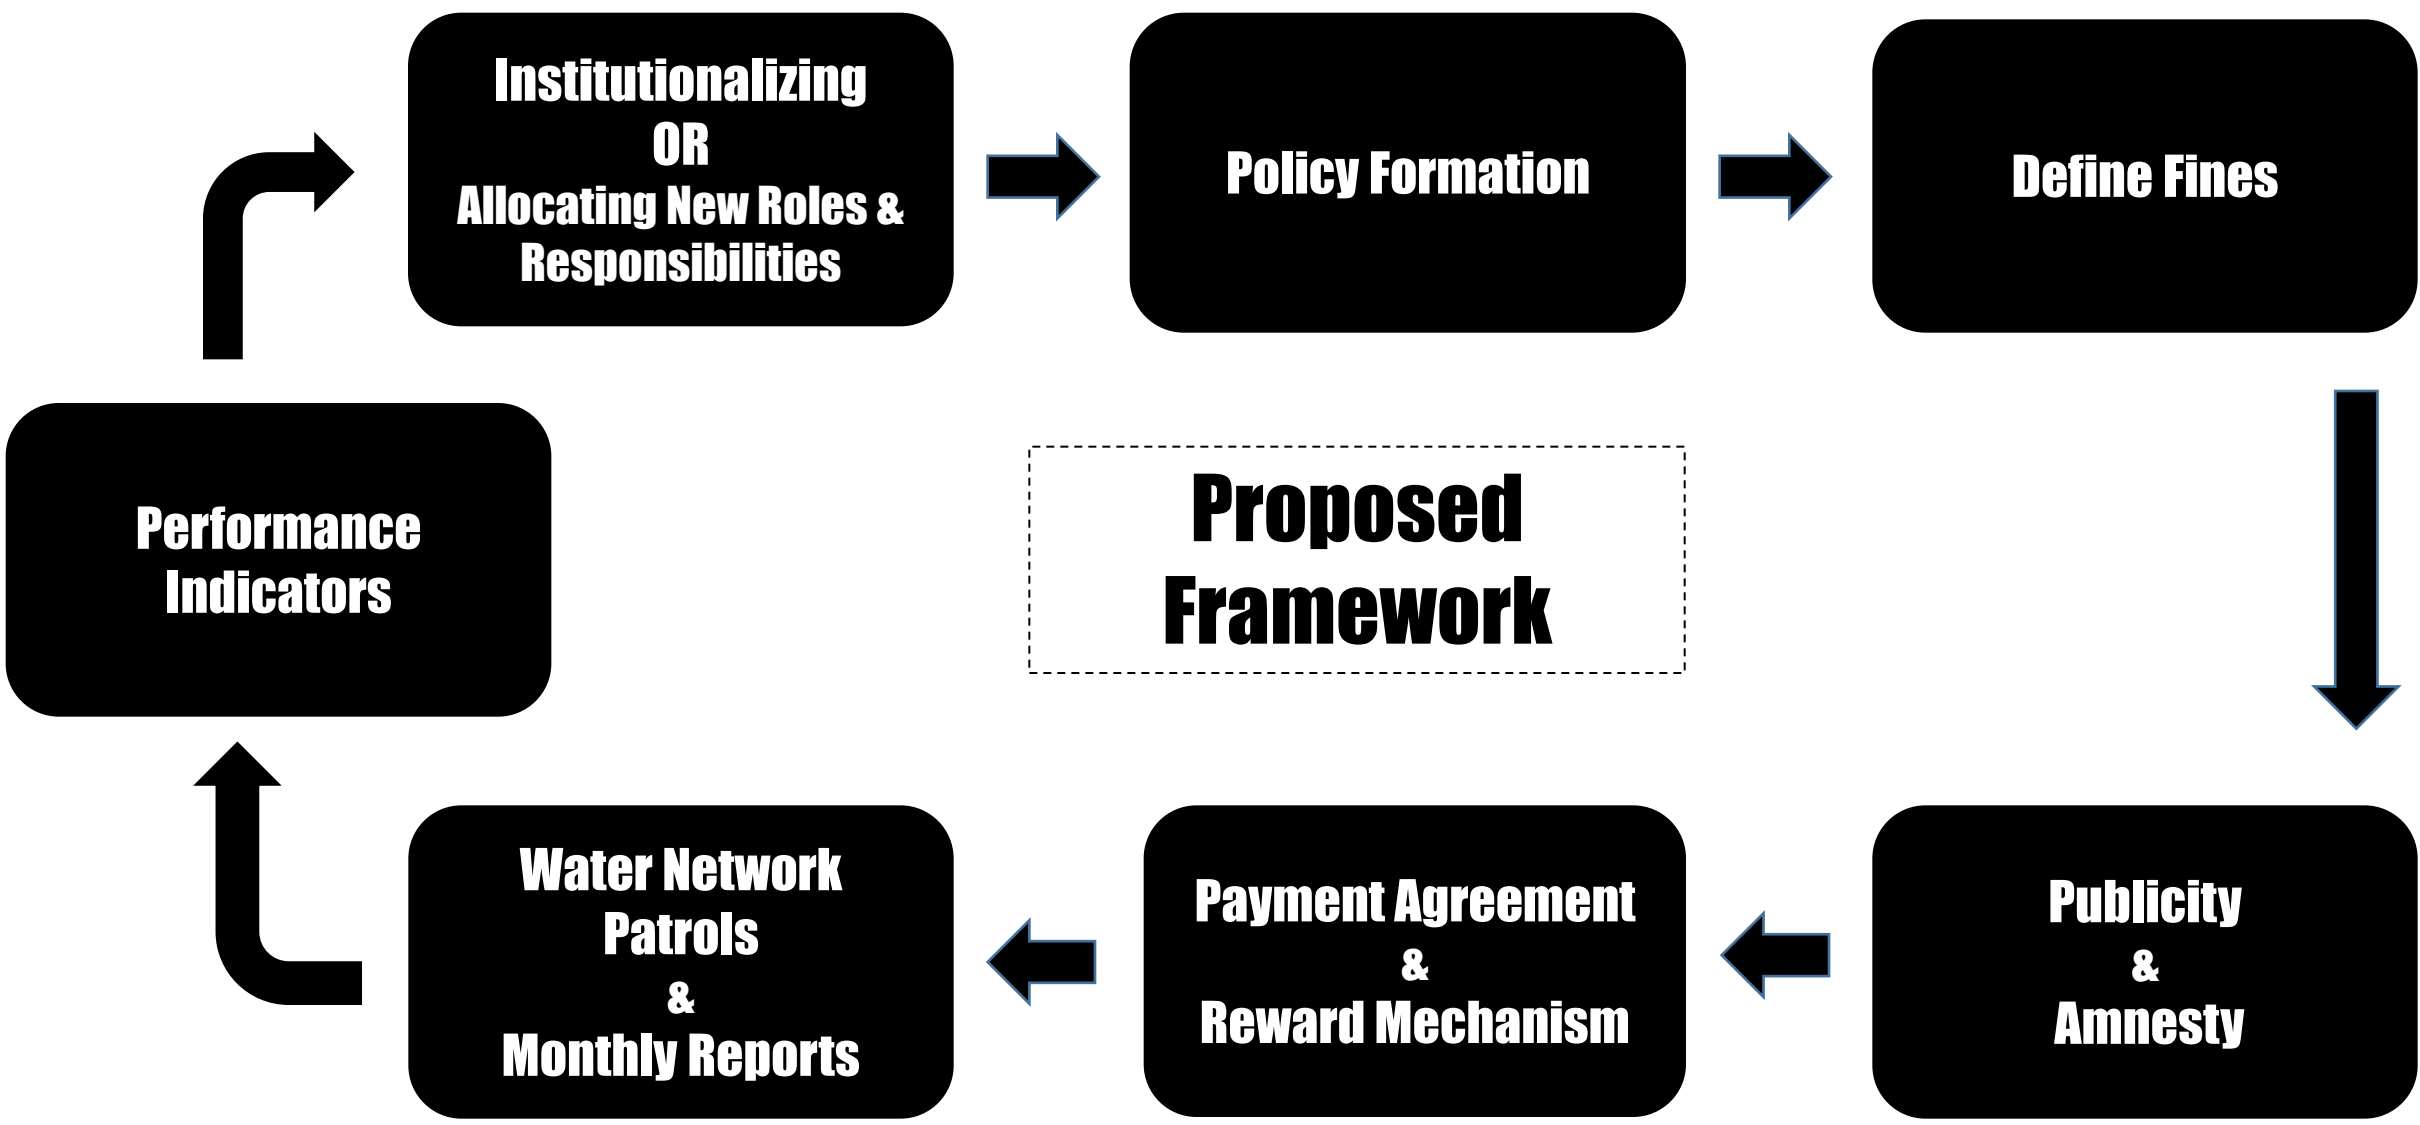 Institutionalizing
OR
Allocating New Roles &
Responsibilities
Policy Formation
Define Fines
Performance
Indicators
Proposed
Framework
Water Network
Patrols
&
Monthly Reports
Payment Agreement
&
Reward Mechanism
Publicity
&
Amnesty